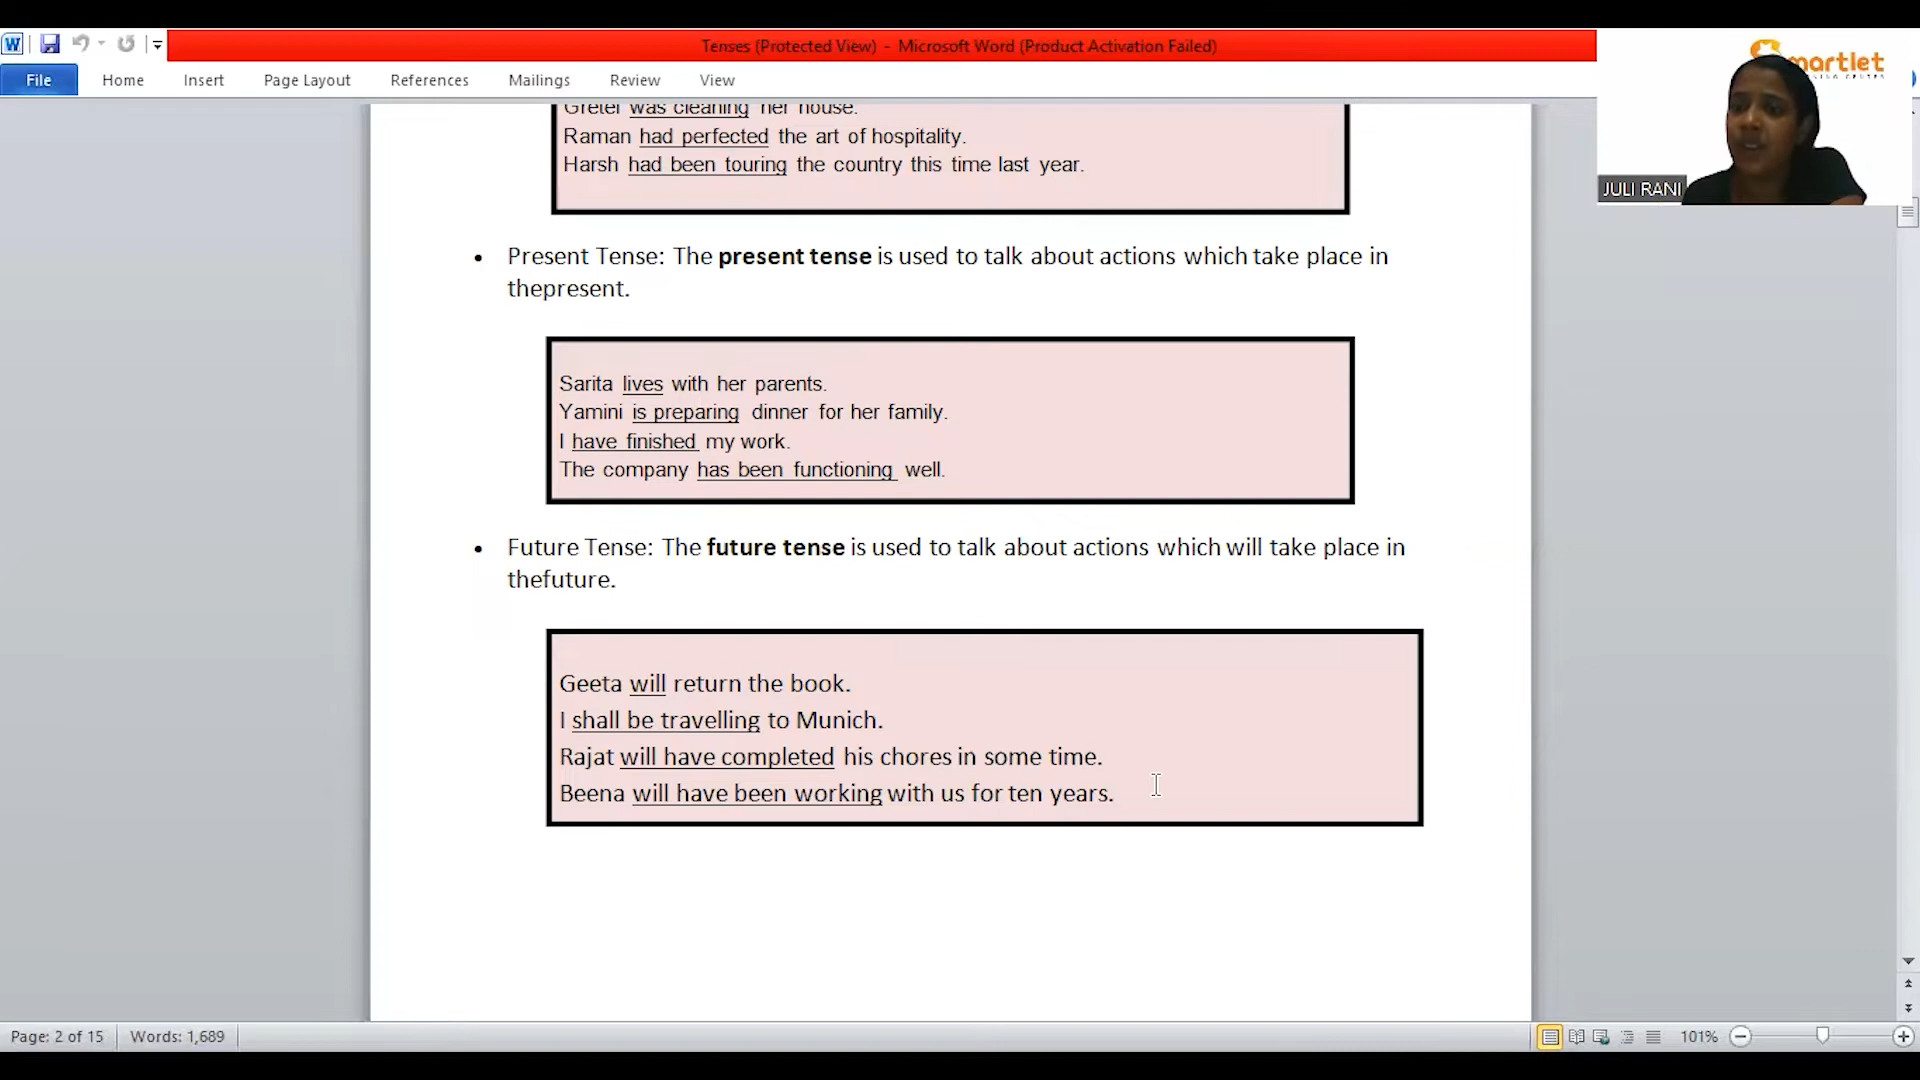 Tenses (Protected View) - Microsoft Word (Product Activation Failed)
File Home Insert Page Layout References Mailings Review View
martlet
JULI RANI
Gretel was cleaning her house.
Raman had perfected the art of hospitality.
Harsh had been touring the country this time last year.
• Present Tense: The present tense is used to talk about actions which take place in
thepresent.
Sarita lives with her parents.
Yamini is preparing dinner for her family.
I have finished my work.
The company has been functioning well.
• Future Tense: The future tense is used to talk about actions which will take place in
thefuture.
Geeta will return the book.
I shall be travelling to Munich.
Rajat will have completed his chores in some time.
Beena will have been working with us for ten years.
Page: 2 of 15 Words: 1,689 101%